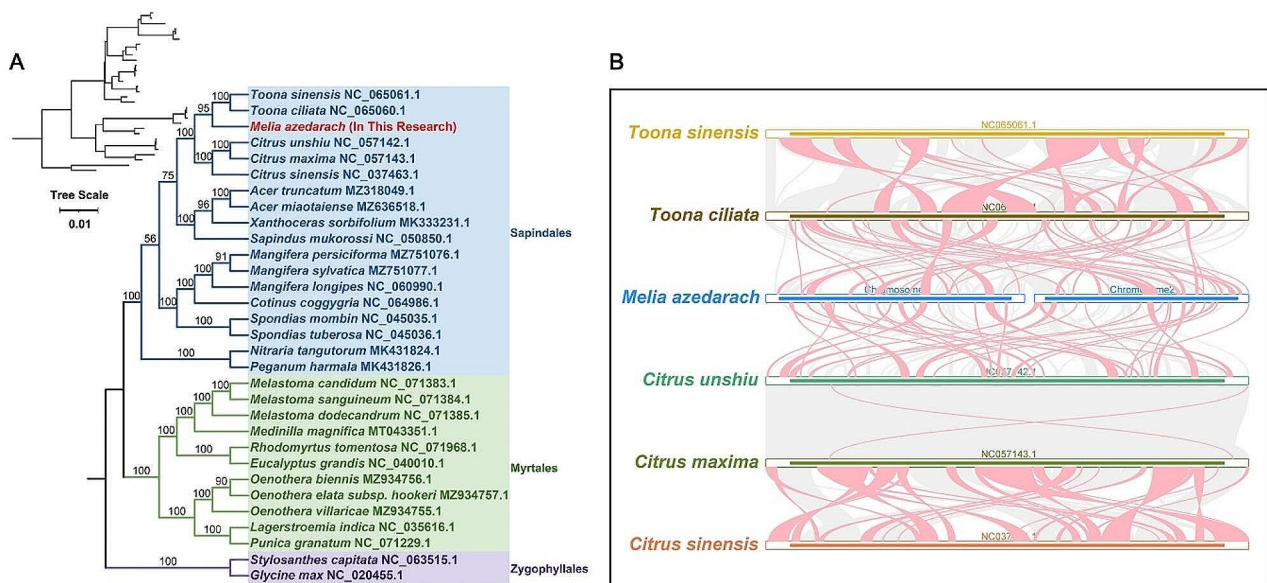 A
Tree Scale
0.01
100
95
100
100
100
75
100
96
100
56
91
100
100
100
100
100
100
100
100
100
100
100
100
90
100
100
100
100
Toona sinensis NC_065061.1
Toona ciliata NC_065060.1
Melia azedarach (In This Research)
Citrus unshiu NC_057142.1
Citrus maxima NC_057143.1
Citrus sinensis NC_037463.1
Acer truncatum MZ318049.1
Acer miaotaiense MZ636518.1
Xanthoceras sorbifolium MK333231.1
Sapindus mukorossi NC_050850.1
Mangifera persiciforma MZ751076.1
Mangifera sylvatica MZ751077.1
Mangifera longipes NC_060990.1
Cotinus coggygria NC_064986.1
Spondias mombin NC_045035.1
Spondias tuberosa NC_045036.1
Nitraria tangutorum MK431824.1
Peganum harmala MK431826.1
Melastoma candidum NC_071383.1
Melastoma sanguineum NC_071384.1
Melastoma dodecandrum NC_071385.1
Medinilla magnifica MT043351.1
Rhodomyrtus tomentosa NC_071968.1
Eucalyptus grandis NC_040010.1
Oenothera biennis MZ934756.1
Oenothera elata subsp. hookeri MZ934757.1
Oenothera villaricae MZ934755.1
Lagerstroemia indica NC_035616.1
Punica granatum NC_071229.1
Stylosanthes capitata NC_063515.1
Glycine max NC_020455.1
Sapindales
Myrtales
Zygophyllales
B
Toona sinensis
NC065061.1
Toona ciliata
Melia azedarach
Citrus unshiu
Citrus maxima
NC057143.1
Citrus sinensis